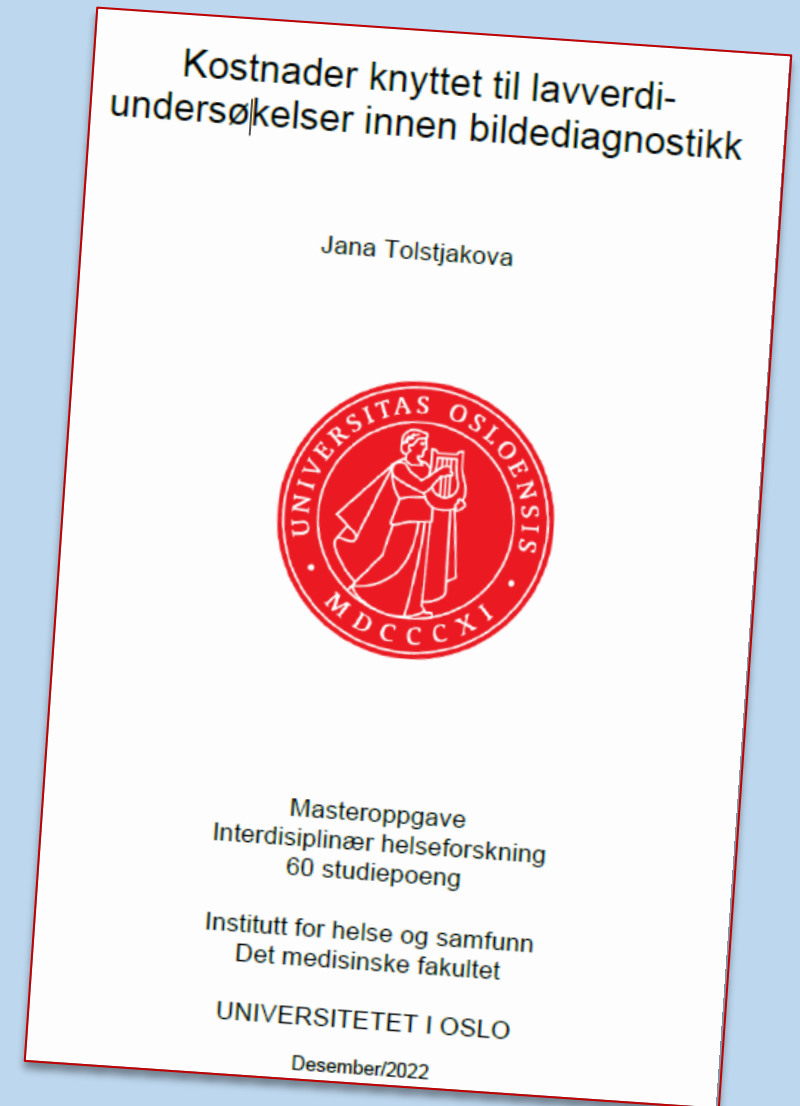 Kostnader knyttet til lavverdi-
undersøkelser innen bildediagnostikk
Jana Tolstjakova
UNIVERSITAS OSLOENSIS
MDCCCXI
Masteroppgave
Interdisiplinær helseforskning
60 studiepoeng
Institutt for helse og samfunn
Det medisinske fakultet
UNIVERSITETET I OSLO
Desember/2022